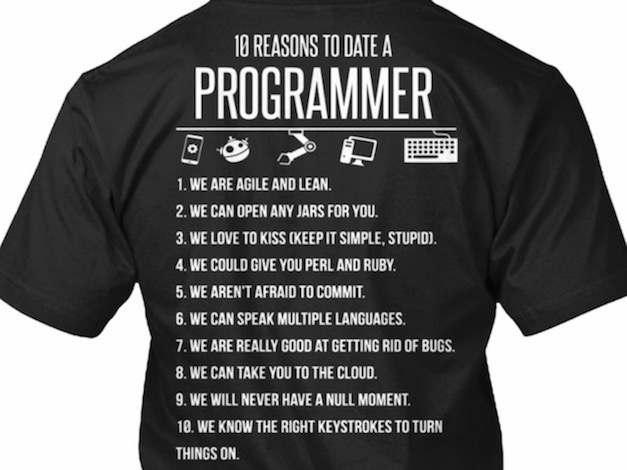 10 REASONS TO DATE A
PROGRAMMER
1. WE ARE AGILE AND LEAN.
2. WE CAN OPEN ANY JARS FOR YOU.
3. WE LOVE TO KISS (KEEP IT SIMPLE, STUPID).
4. WE COULD GIVE YOU PERL AND RUBY.
5. WE AREN'T AFRAID TO COMMIT.
6. WE CAN SPEAK MULTIPLE LANGUAGES.
7. WE ARE REALLY GOOD AT GETTING RID OF BUGS.
8. WE CAN TAKE YOU TO THE CLOUD.
9. WE WILL NEVER HAVE A NULL MOMENT.
10. WE KNOW THE RIGHT KEYSTROKES TO TURN
THINGS ON.